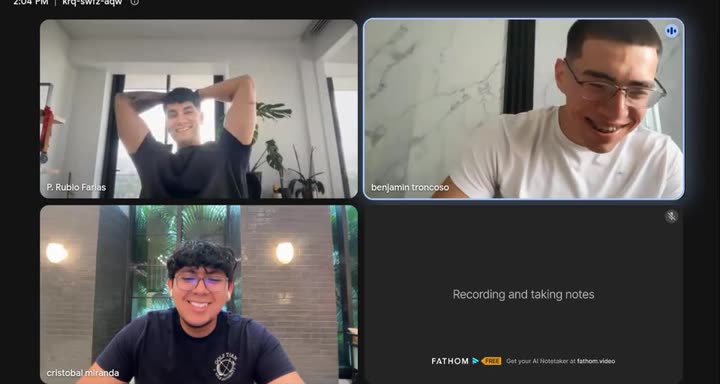 2:04 PM | krq-swfz-aqw
P. Rubio Farias
benjamin troncoso
cristobal miranda
Recording and taking notes
FATHOM FREE Get your AI Notetaker at fathom.video